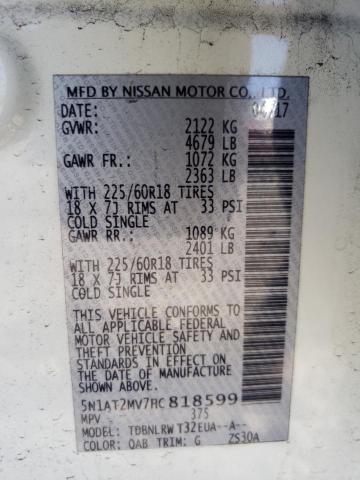 MFD BY NISSAN MOTOR CO., LTD.
DATE: 04/17
GVWR: 2122 KG
4679 LB
GAWR FR: 1072 KG
2363 LB
WITH 225/60R18 TIRES
18 X 7J RIMS AT 33 PSI
COLD SINGLE
GAWR RR: 1089 KG
2401 LB
WITH 225/60R18 TIRES
18 X 7J RIMS AT 33 PSI
COLD SINGLE
THIS VEHICLE CONFORMS TO
ALL APPLICABLE FEDERAL
MOTOR VEHICLE SAFETY AND
THEFT PREVENTION
STANDARDS IN EFFECT ON
THE DATE OF MANUFACTURE
SHOWN ABOVE.
5N1AT2MV7HC818599
MPV 375
MODEL: TDBNLRW T32EUA--A--
COLOR: QAB TRIM: G ZS30A